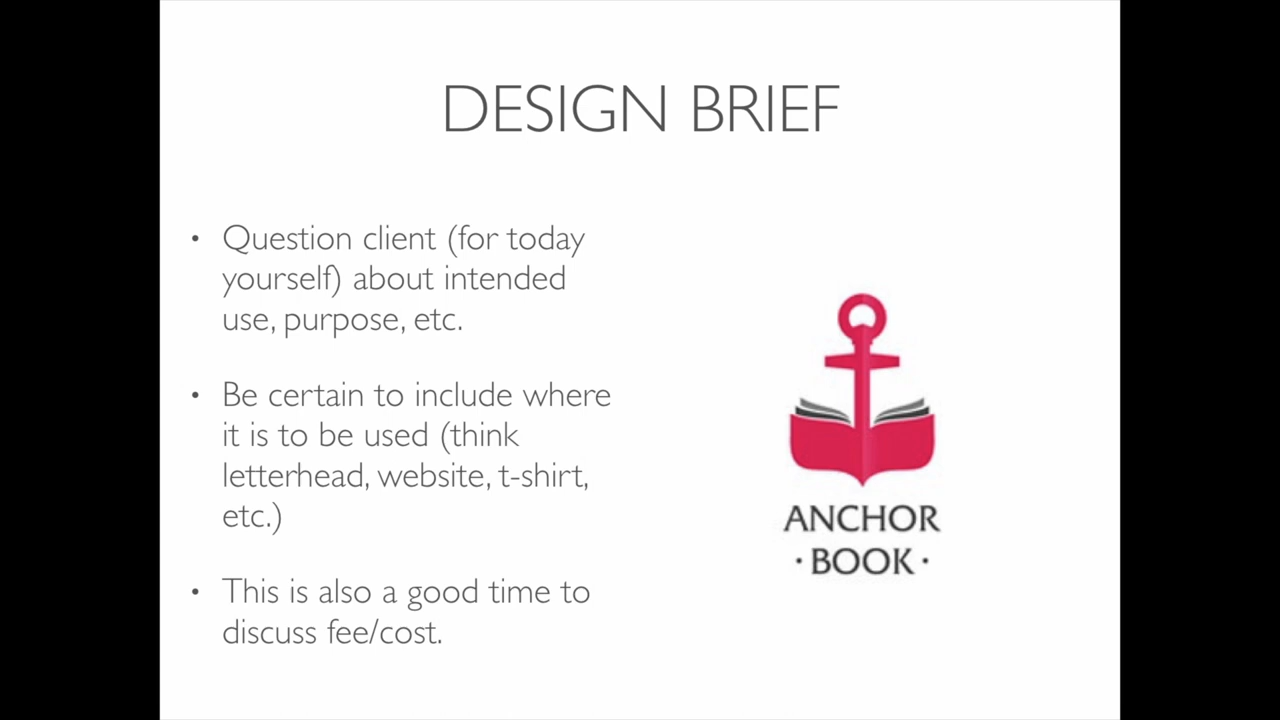 DESIGN BRIEF
• Question client (for today
yourself) about intended
use, purpose, etc.
• Be certain to include where
it is to be used (think
letterhead, website, t-shirt,
etc.)
• This is also a good time to
discuss fee/cost.
ANCHOR
· BOOK ·